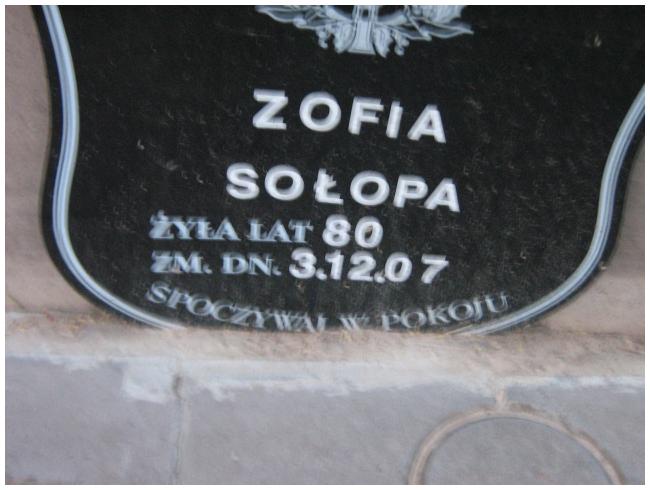 ZOFIA
SOŁOPA
ŻYŁA LAT 80
ZM. DN. 3.12.07
SPOCZYWAJ W POKOJU